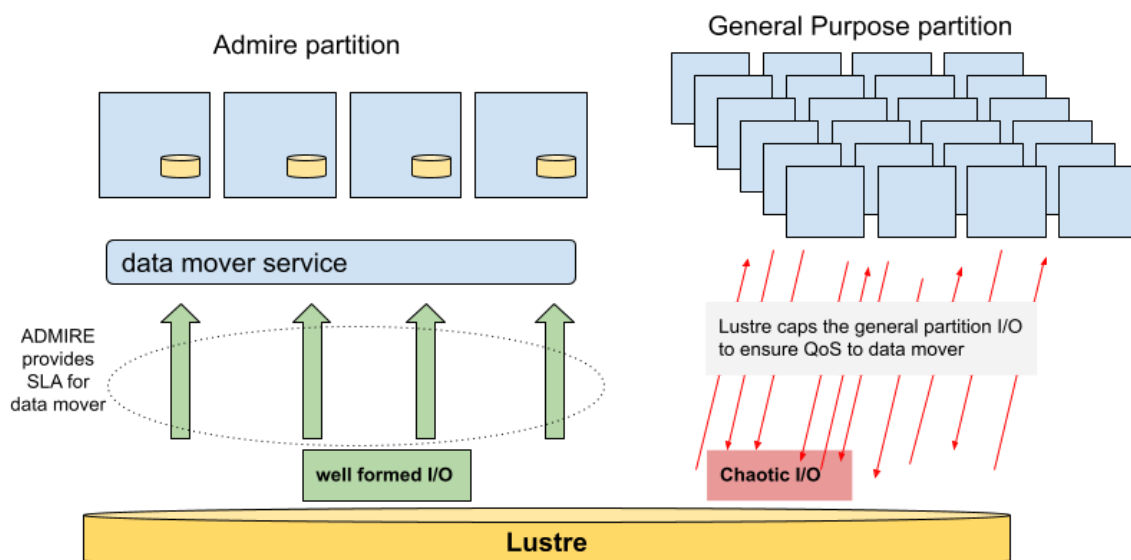 Admire partition
General Purpose partition
data mover service
ADMIRE
provides
SLA for
data mover
Lustre caps the general partition I/O
to ensure QoS to data mover
well formed I/O
Chaotic I/O
Lustre